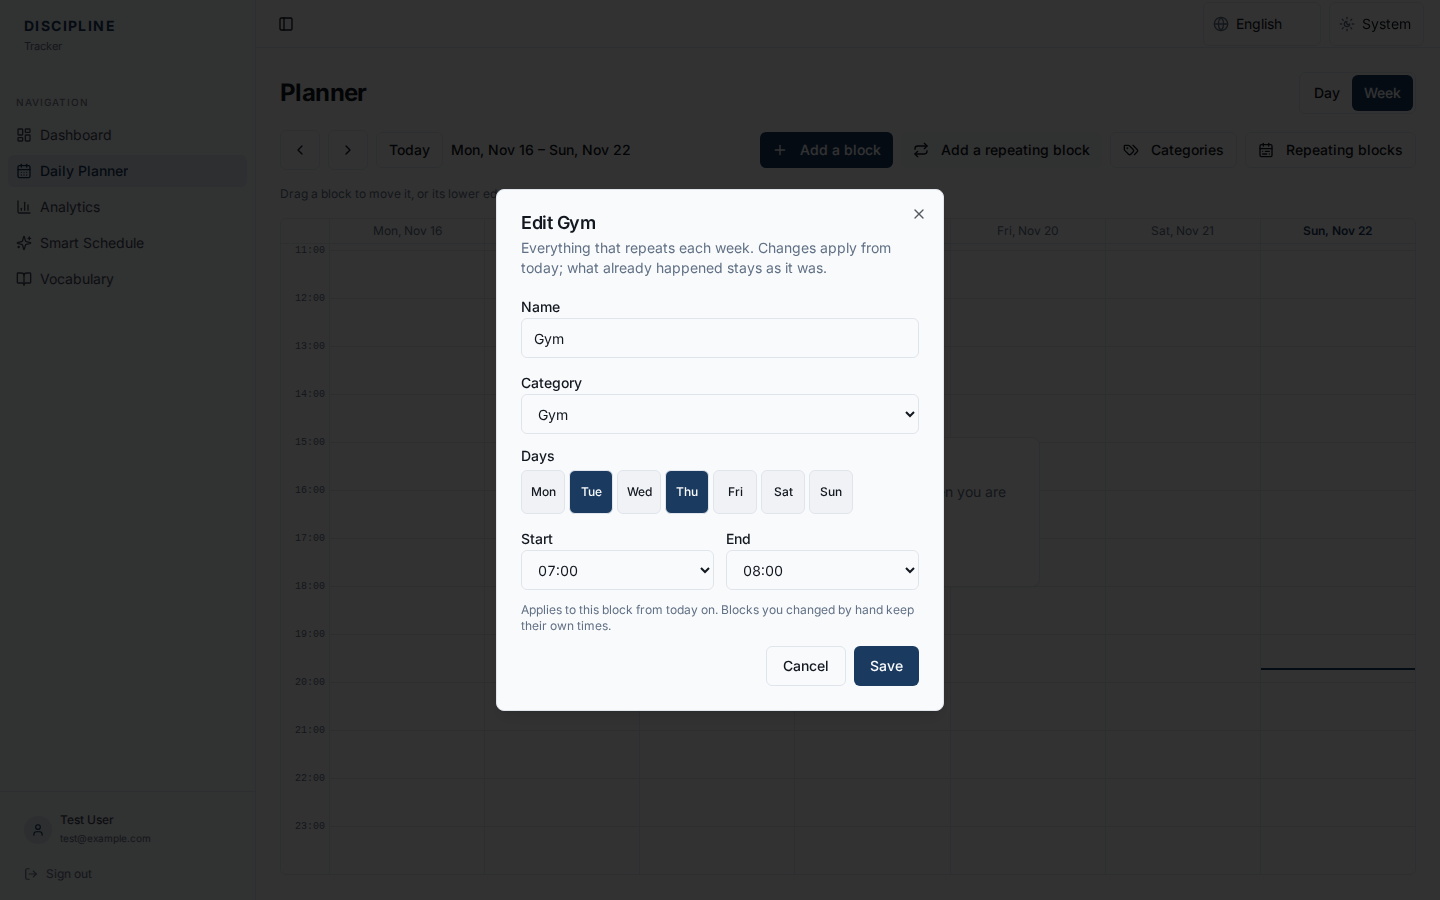 DISCIPLINE
Tracker
NAVIGATION
Dashboard
Daily Planner
Analytics
Smart Schedule
Vocabulary
Test User
test@example.com
Sign out
English
System
Planner
Day
Week
Today
Mon, Nov 16 – Sun, Nov 22
Add a block
Add a repeating block
Categories
Repeating blocks
Drag a block to move it, or its lower
Mon, Nov 16
Fri, Nov 20
Sat, Nov 21
Sun, Nov 22
11:00
12:00
13:00
14:00
15:00
16:00
17:00
18:00
19:00
20:00
21:00
22:00
23:00
you are
Edit Gym
Everything that repeats each week. Changes apply from
today; what already happened stays as it was.
Name
Gym
Category
Gym
Days
Mon
Tue
Wed
Thu
Fri
Sat
Sun
Start
End
07:00
08:00
Applies to this block from today on. Blocks you changed by hand keep
their own times.
Cancel
Save